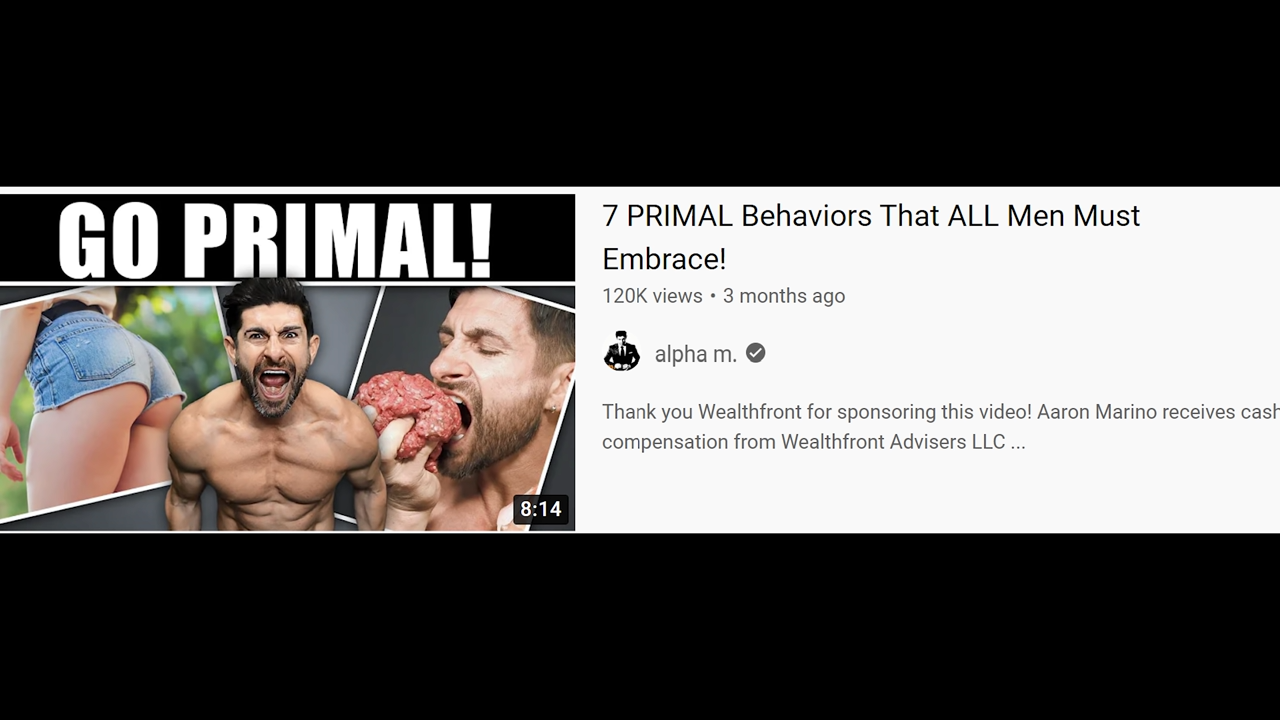 GO PRIMAL!
8:14
7 PRIMAL Behaviors That ALL Men Must
Embrace!
120K views • 3 months ago
alpha m.
Thank you Wealthfront for sponsoring this video! Aaron Marino receives cash
compensation from Wealthfront Advisers LLC ...